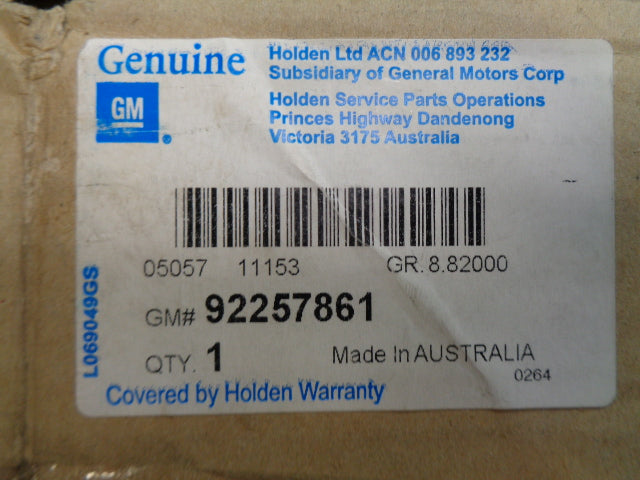 Genuine
GM
Holden Ltd ACN 006 893 232
Subsidiary of General Motors Corp
Holden Service Parts Operations
Princes Highway Dandenong
Victoria 3175 Australia
05057 11153 GR. 8.82000
GM# 92257861
QTY. 1 Made In AUSTRALIA
0264
Covered by Holden Warranty
L069049GS